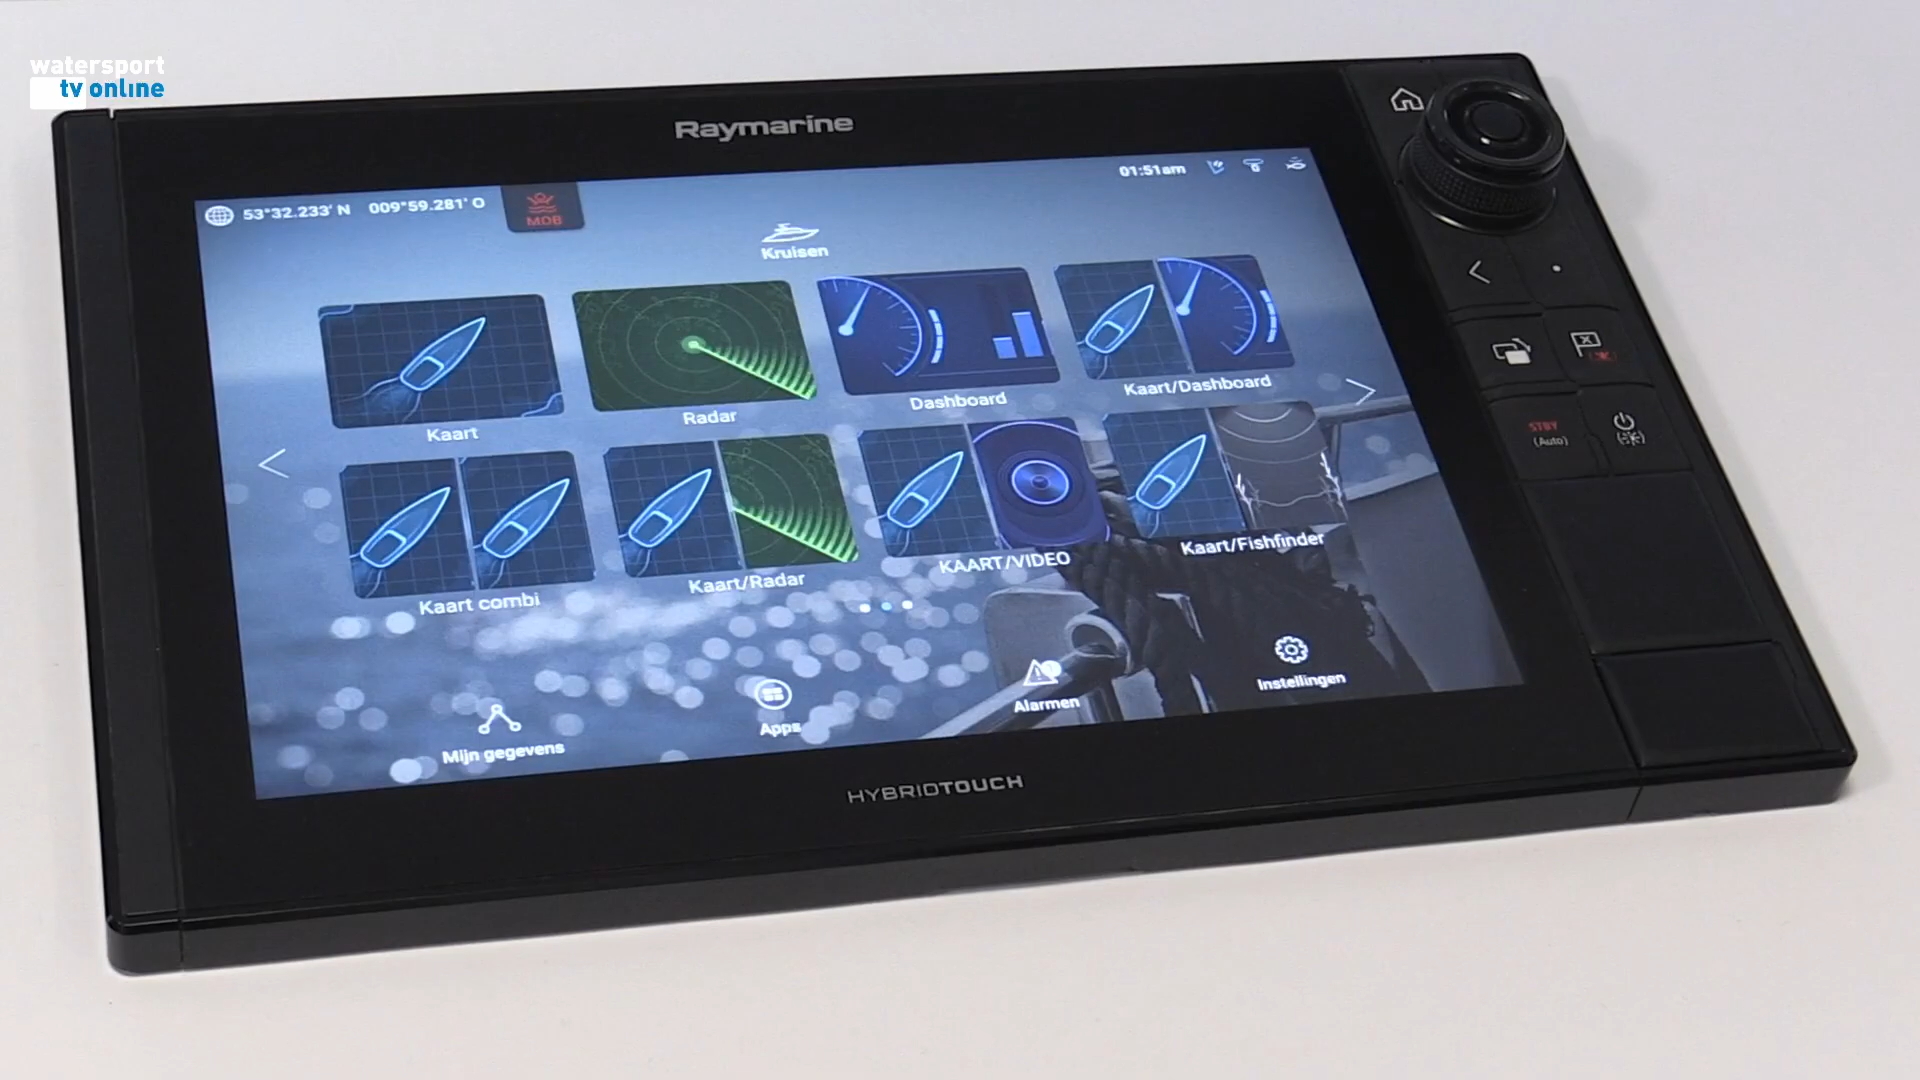 watersport
tv online
Raymarine
53°32.233' N 009°59.281' O
MOB
01:51am
Kruisen
Kaart
Radar
Dashboard
Kaart/Dashboard
Kaart combi
Kaart/Radar
KAART/VIDEO
Kaart/Fishfinder
Mijn gegevens
Apps
Alarmen
Instellingen
HYBRIDTOUCH
STBY
(Auto)